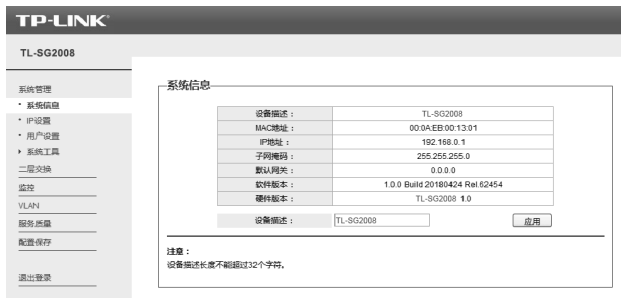 TP-LINK®
TL-SG2008
系统管理
· 系统信息
· IP设置
· 用户设置
▸ 系统工具
二层交换
监控
VLAN
服务质量
配置保存
退出登录
系统信息
设备描述： TL-SG2008
MAC地址： 00:0A:EB:00:13:01
IP地址： 192.168.0.1
子网掩码： 255.255.255.0
默认网关： 0.0.0.0
软件版本： 1.0.0 Build 20180424 Rel.62454
硬件版本： TL-SG2008 1.0
设备描述： TL-SG2008 应用
注意：
设备描述长度不能超过32个字符。